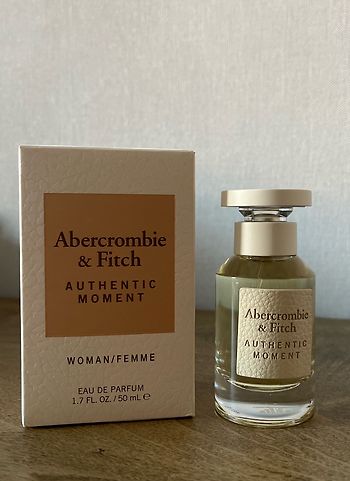 Abercrombie
& Fitch
AUTHENTIC
MOMENT
WOMAN/FEMME
EAU DE PARFUM
1.7 FL. OZ. / 50 mL ℮
Abercrombie
& Fitch
AUTHENTIC
MOMENT